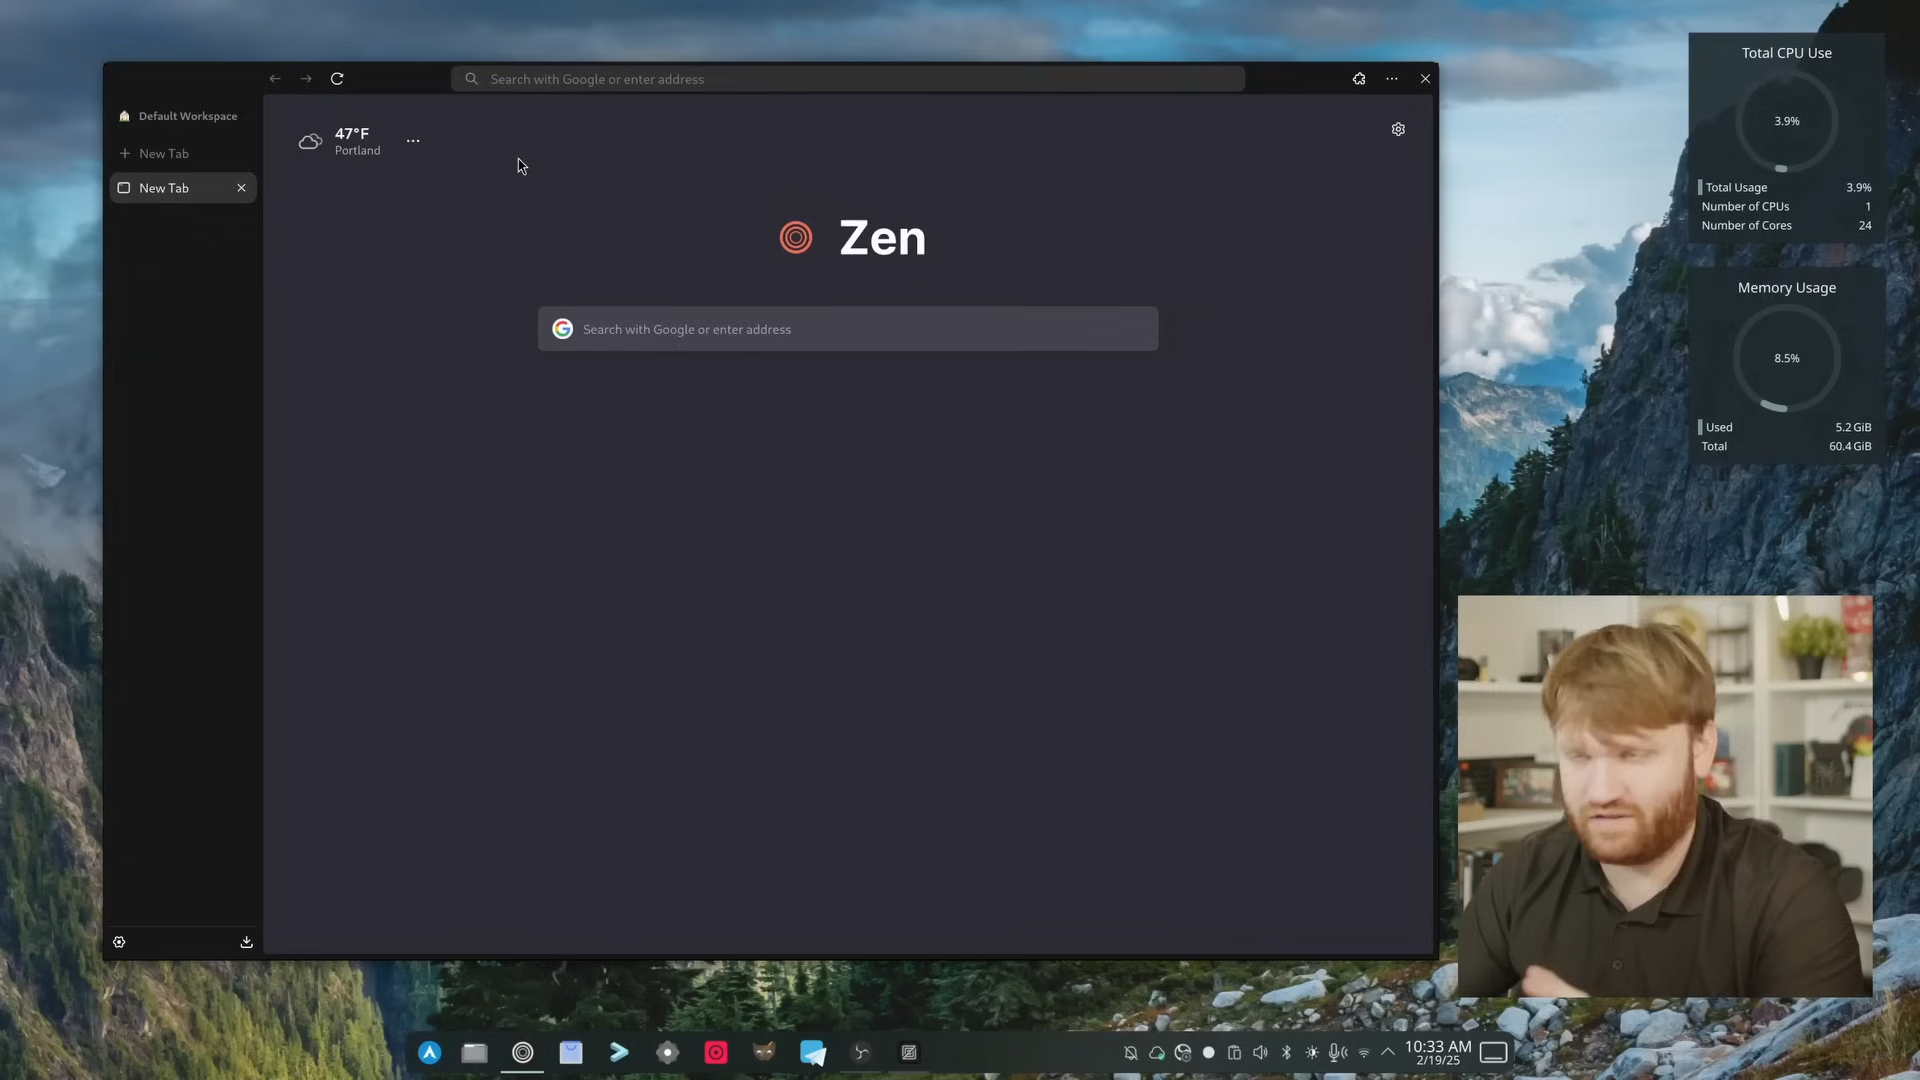 Search with Google or enter address
Default Workspace
New Tab
New Tab
47°F
Portland
Zen
Search with Google or enter address
Total CPU Use
3.9%
Total Usage 3.9%
Number of CPUs 1
Number of Cores 24
Memory Usage
8.5%
Used 5.2 GiB
Total 60.4 GiB
10:33 AM
2/19/25